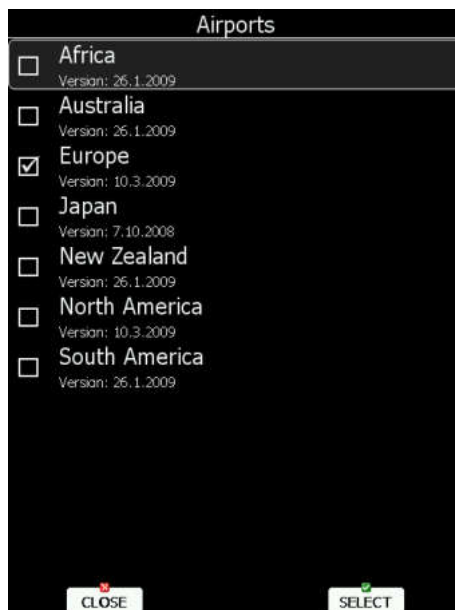 Airports
Africa
Version: 26.1.2009
Australia
Version: 26.1.2009
Europe
Version: 10.3.2009
Japan
Version: 7.10.2008
New Zealand
Version: 26.1.2009
North America
Version: 10.3.2009
South America
Version: 26.1.2009
CLOSE SELECT